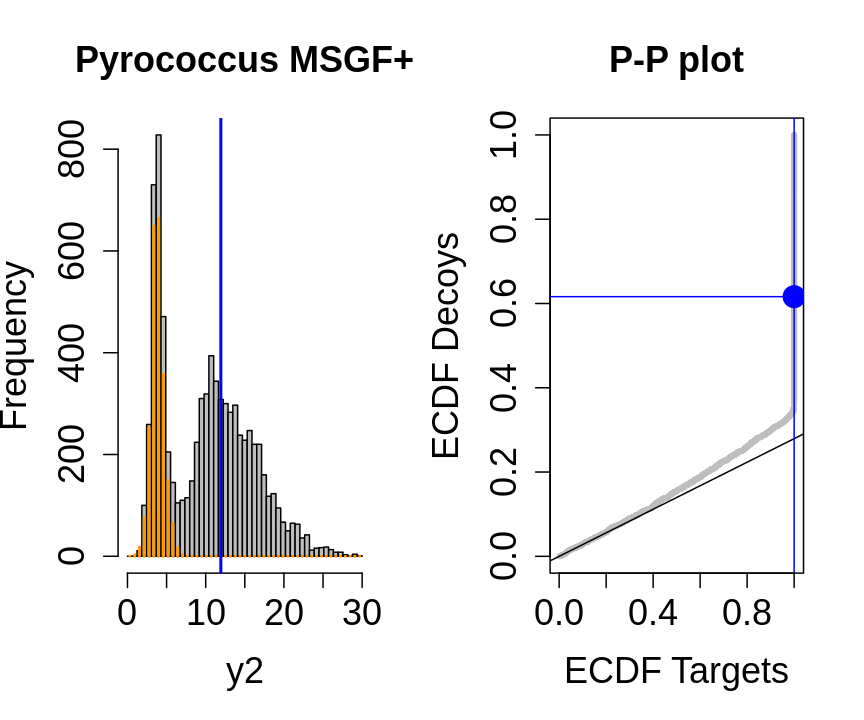 Pyrococcus MSGF+
Frequency
800
600
400
200
0
0 10 20 30
y2
P-P plot
ECDF Decoys
1.0
0.8
0.6
0.4
0.2
0.0
0.0 0.4 0.8
ECDF Targets